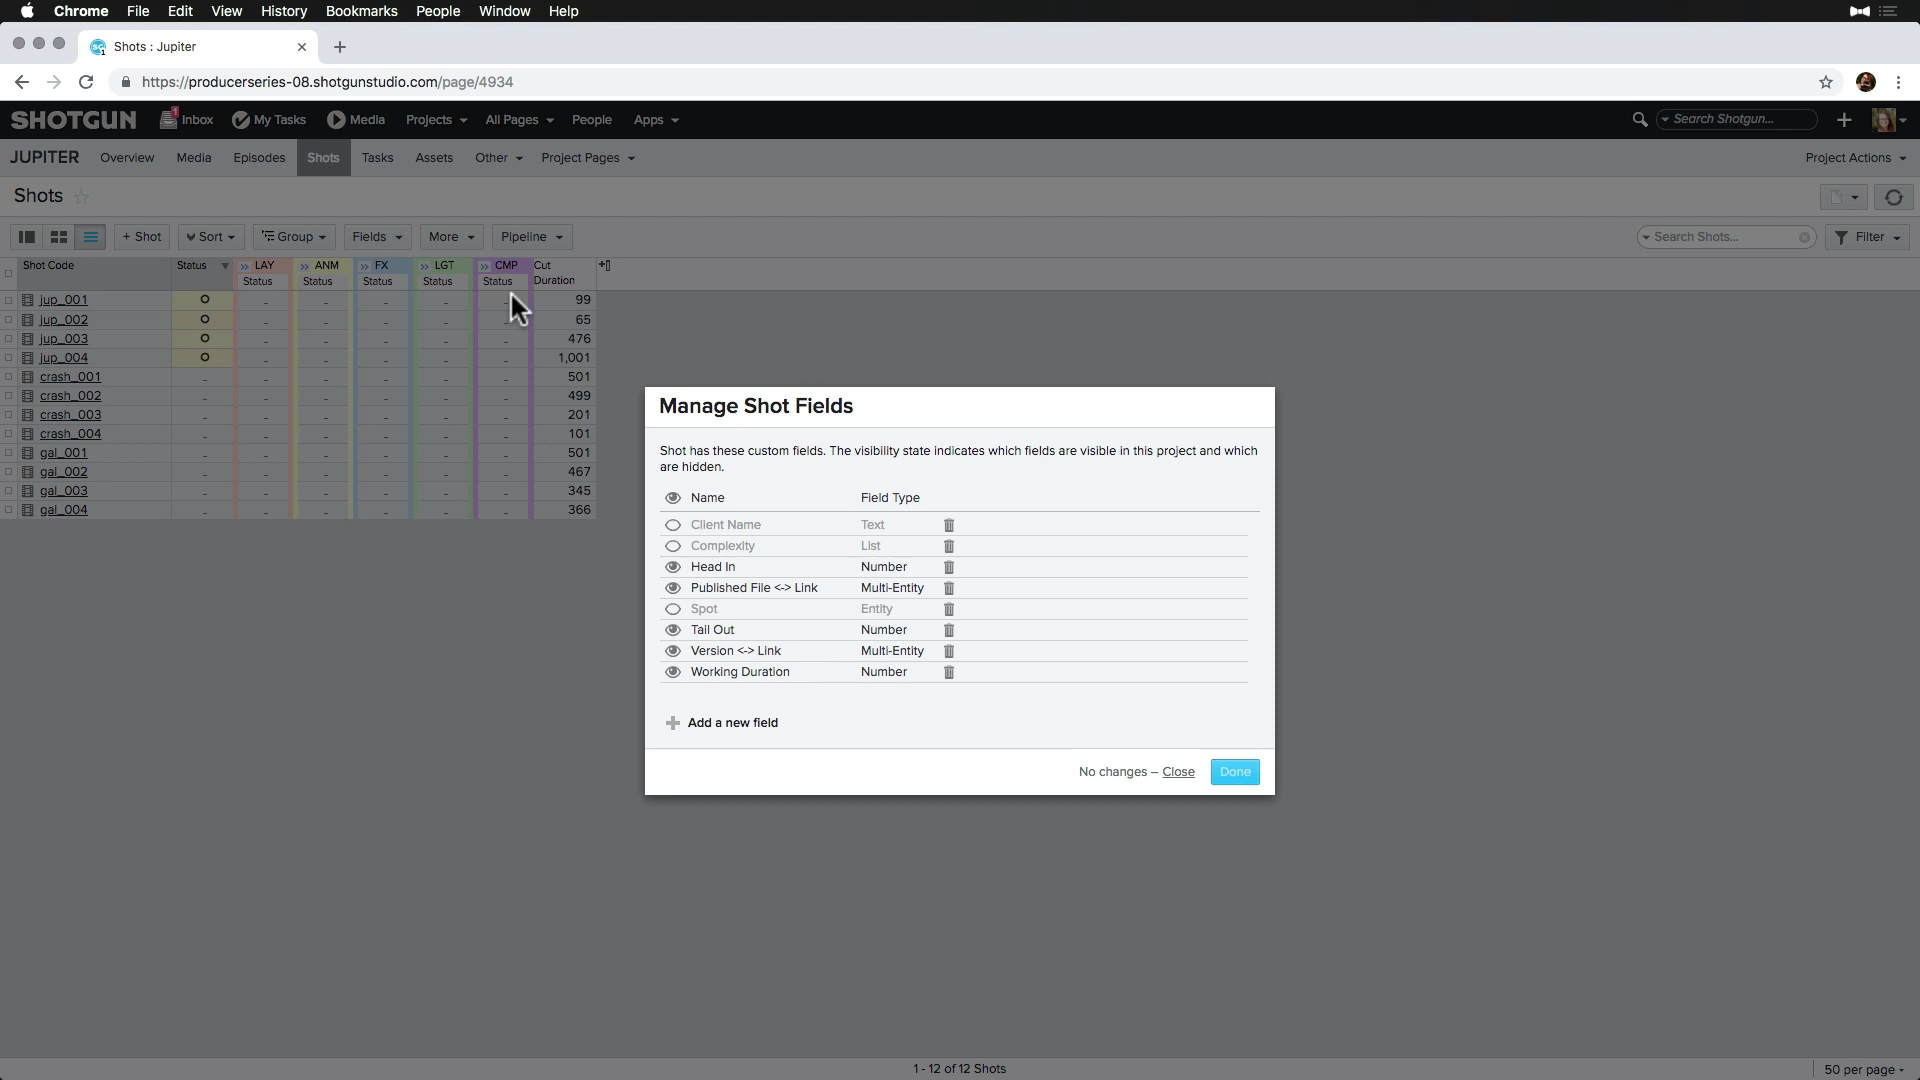 Chrome File Edit View History Bookmarks People Window Help
Shots : Jupiter
https://producerseries-08.shotgunstudio.com/page/4934
SHOTGUN 1 Inbox My Tasks Media Projects All Pages People Apps Search Shotgun...
JUPITER Overview Media Episodes Shots Tasks Assets Other Project Pages Project Actions
Shots
+ Shot Sort Group Fields More Pipeline Search Shots... Filter
Shot Code Status LAY ANM FX LGT CMP Cut
Status Status Status Status Status Duration
jup_001 - - - - - 99
jup_002 - - - - - 65
jup_003 - - - - - 476
jup_004 - - - - - 1,001
crash_001 - - - - - - 501
crash_002 - - - - - - 499
crash_003 - - - - - - 201
crash_004 - - - - - - 101
gal_001 - - - - - - 501
gal_002 - - - - - - 467
gal_003 - - - - - - 345
gal_004 - - - - - - 366
Manage Shot Fields
Shot has these custom fields. The visibility state indicates which fields are visible in this project and which
are hidden.
Name Field Type
Client Name Text
Complexity List
Head In Number
Published File <-> Link Multi-Entity
Spot Entity
Tail Out Number
Version <-> Link Multi-Entity
Working Duration Number
Add a new field
No changes – Close Done
1 - 12 of 12 Shots
50 per page